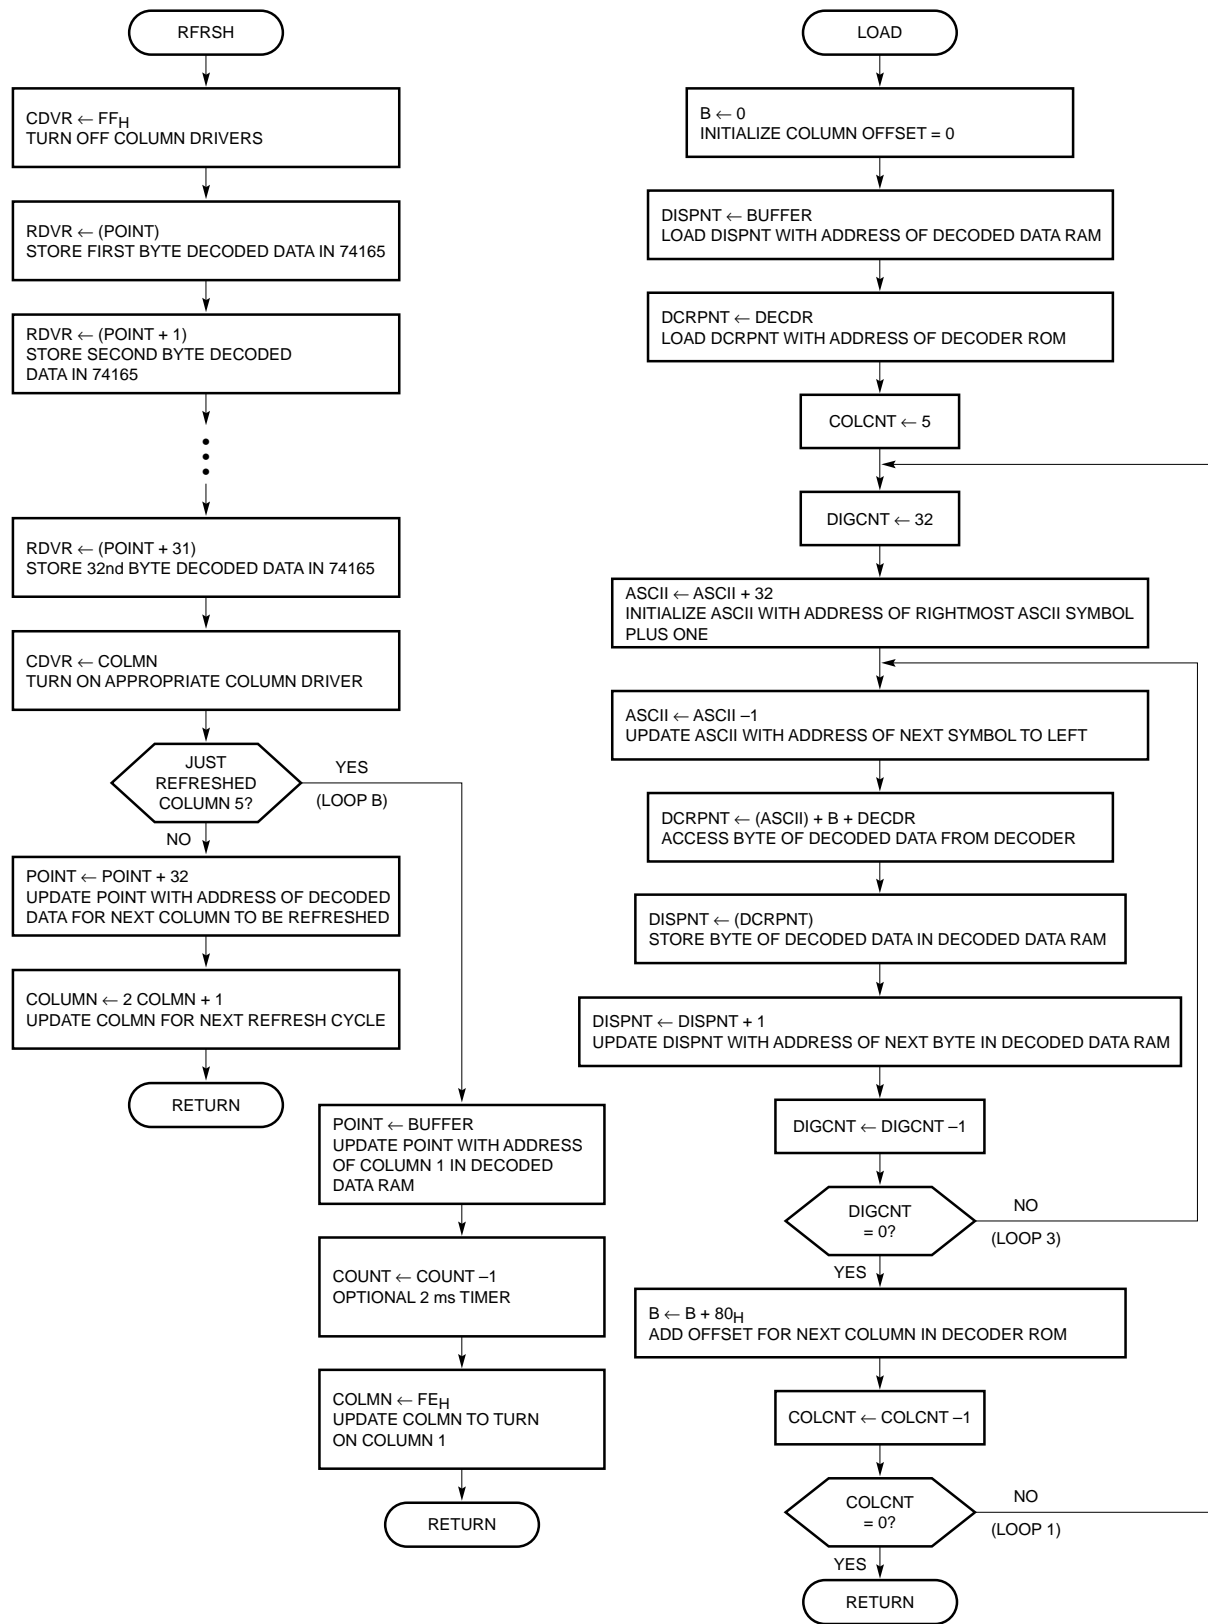 RFRSH
CDVR ← FFH
TURN OFF COLUMN DRIVERS
RDVR ← (POINT)
STORE FIRST BYTE DECODED DATA IN 74165
RDVR ← (POINT + 1)
STORE SECOND BYTE DECODED
DATA IN 74165
RDVR ← (POINT + 31)
STORE 32nd BYTE DECODED DATA IN 74165
CDVR ← COLMN
TURN ON APPROPRIATE COLUMN DRIVER
JUST
REFRESHED
COLUMN 5?
YES
(LOOP B)
NO
POINT ← POINT + 32
UPDATE POINT WITH ADDRESS OF DECODED
DATA FOR NEXT COLUMN TO BE REFRESHED
COLUMN ← 2 COLMN + 1
UPDATE COLMN FOR NEXT REFRESH CYCLE
RETURN
POINT ← BUFFER
UPDATE POINT WITH ADDRESS
OF COLUMN 1 IN DECODED
DATA RAM
COUNT ← COUNT –1
OPTIONAL 2 ms TIMER
COLMN ← FEH
UPDATE COLMN TO TURN
ON COLUMN 1
RETURN
LOAD
B ← 0
INITIALIZE COLUMN OFFSET = 0
DISPNT ← BUFFER
LOAD DISPNT WITH ADDRESS OF DECODED DATA RAM
DCRPNT ← DECDR
LOAD DCRPNT WITH ADDRESS OF DECODER ROM
COLCNT ← 5
DIGCNT ← 32
ASCII ← ASCII + 32
INITIALIZE ASCII WITH ADDRESS OF RIGHTMOST ASCII SYMBOL
PLUS ONE
ASCII ← ASCII –1
UPDATE ASCII WITH ADDRESS OF NEXT SYMBOL TO LEFT
DCRPNT ← (ASCII) + B + DECDR
ACCESS BYTE OF DECODED DATA FROM DECODER
DISPNT ← (DCRPNT)
STORE BYTE OF DECODED DATA IN DECODED DATA RAM
DISPNT ← DISPNT + 1
UPDATE DISPNT WITH ADDRESS OF NEXT BYTE IN DECODED DATA RAM
DIGCNT ← DIGCNT –1
DIGCNT
= 0?
NO
(LOOP 3)
YES
B ← B + 80H
ADD OFFSET FOR NEXT COLUMN IN DECODER ROM
COLCNT ← COLCNT –1
COLCNT
= 0?
NO
(LOOP 1)
YES
RETURN